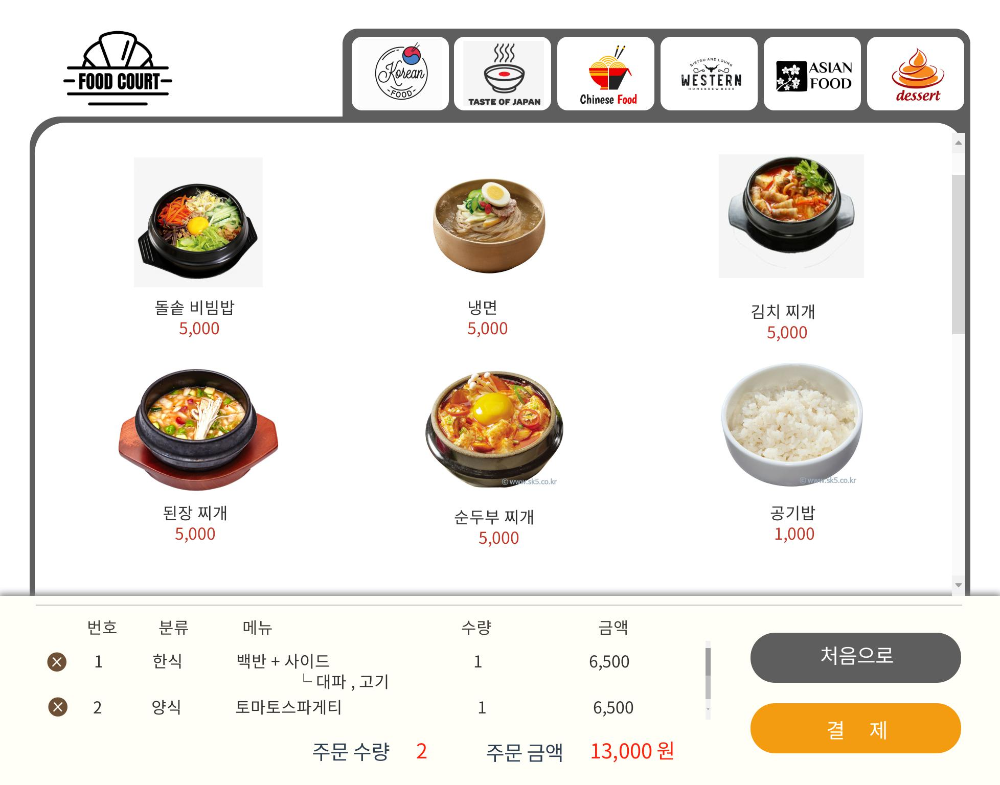 FOOD COURT
Korean
FOOD
TASTE OF JAPAN
Chinese Food
BISTRO AND LOUNG
WESTERN
HOMEBREW BEER
ASIAN
FOOD
dessert
돌솥 비빔밥
5,000
냉면
5,000
김치 찌개
5,000
© www.sk5.co.kr
© www.sk5.co.kr
된장 찌개
5,000
순두부 찌개
5,000
공기밥
1,000
번호 분류 메뉴 수량 금액
1 한식 백반 + 사이드 1 6,500
└ 대파 , 고기
2 양식 토마토스파게티 1 6,500
주문 수량 2 주문 금액 13,000 원
처음으로
결 제